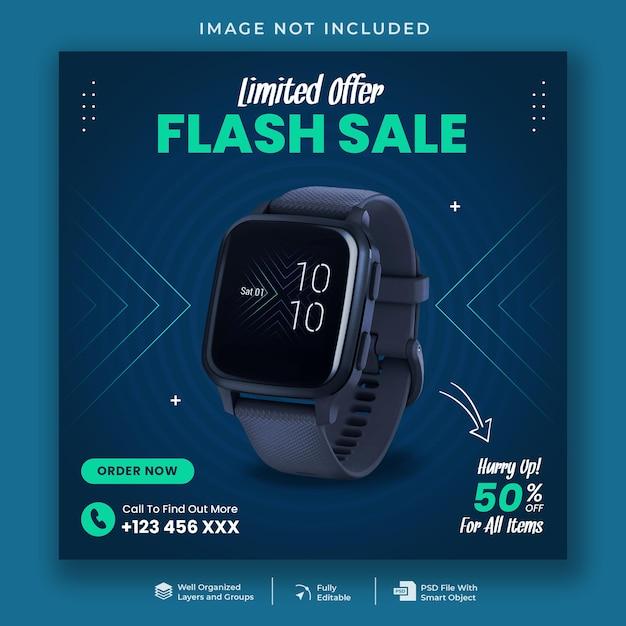 IMAGE NOT INCLUDED
Limited Offer
FLASH SALE
Sat 01
10
10
ORDER NOW
Call To Find Out More
+123 456 XXX
Hurry Up!
50% OFF
For All Items
Well Organized
Layers and Groups
Fully
Editable
PSD
PSD File With
Smart Object